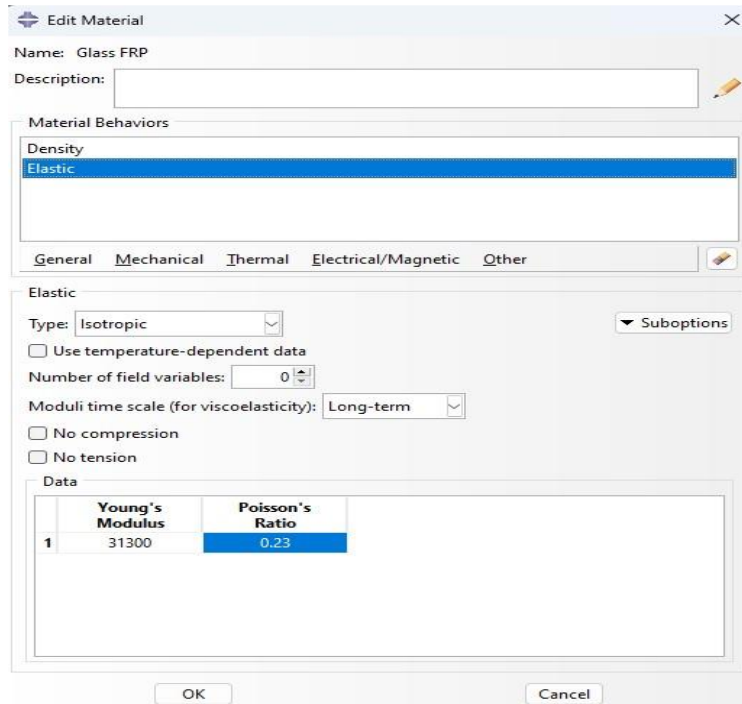 Edit Material
Name: Glass FRP
Description:
Material Behaviors
Density
Elastic
General Mechanical Thermal Electrical/Magnetic Other
Elastic
Type: Isotropic
Suboptions
Use temperature-dependent data
Number of field variables: 0
Moduli time scale (for viscoelasticity): Long-term
No compression
No tension
Data
Young's Modulus
Poisson's Ratio
1 31300 0.23
OK Cancel